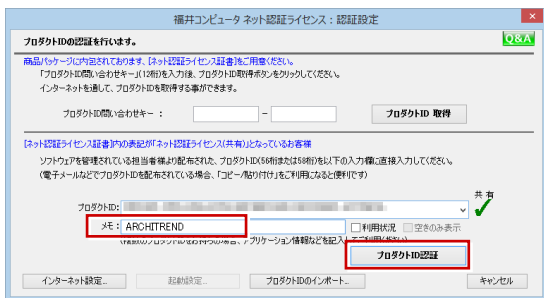 福井コンピュータ ネット認証ライセンス：認証設定
プロダクトIDの認証を行います。
Q&A
商品パッケージに内包されております、[ネット認証ライセンス証書]をご用意ください。
「プロダクトID問い合わせキー」(12桁)を入力後、プロダクトID取得ボタンをクリックしてください。
インターネットを通して、プロダクトIDを取得する事ができます。
プロダクトID問い合わせキー：
－
プロダクトID 取得
[ネット認証ライセンス証書]内の表記が「ネット認証ライセンス(共有)」となっているお客様
ソフトウェアを管理されている担当者様より配布された、プロダクトID(56桁または58桁)を以下の入力欄に直接入力してください。
(電子メールなどでプロダクトIDを配布されている場合、「コピー/貼り付け」をご利用になると便利です)
共有
プロダクトID:
メモ： ARCHITREND
利用状況 空きのみ表示
プロダクトID認証
インターネット設定...
起動設定...
プロダクトIDのインポート...
キャンセル